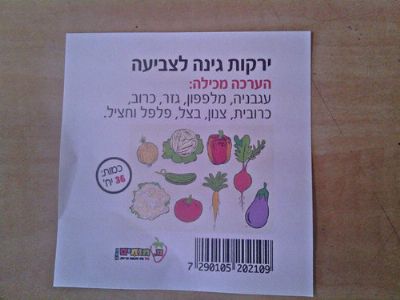 ירקות גינה לצביעה
הערכה מכילה:
עגבניה, מלפפון, גזר, כרוב,
כרובית, צנון, בצל, פלפל וחציל.
כמות:
36 יח'
7 290105 202109